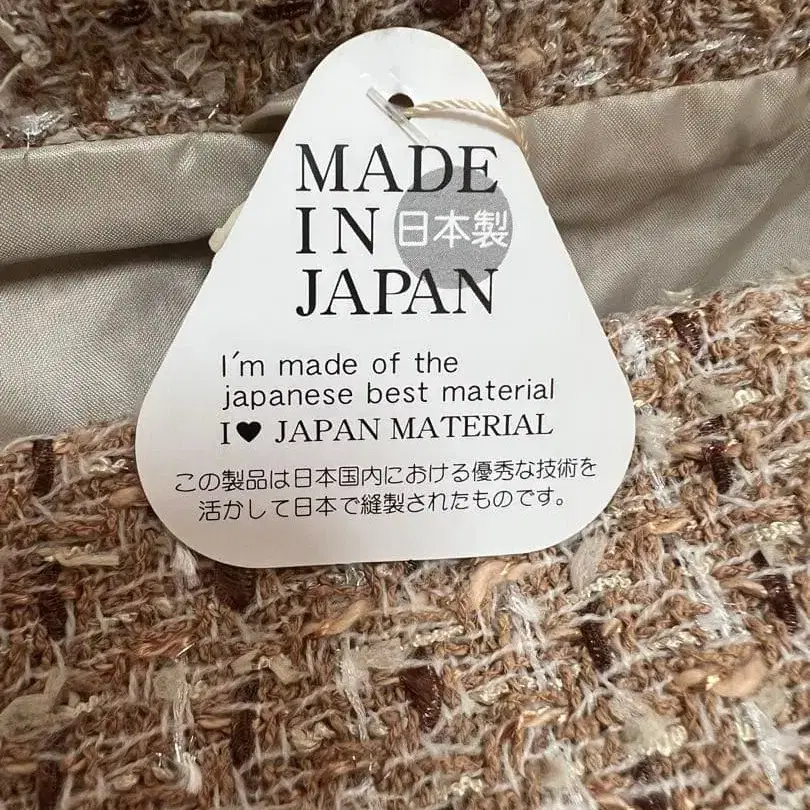 MADE
IN 日本製
JAPAN
I'm made of the
japanese best material
I♥ JAPAN MATERIAL
この製品は日本国内における優秀な技術を
活かして日本で縫製されたものです。